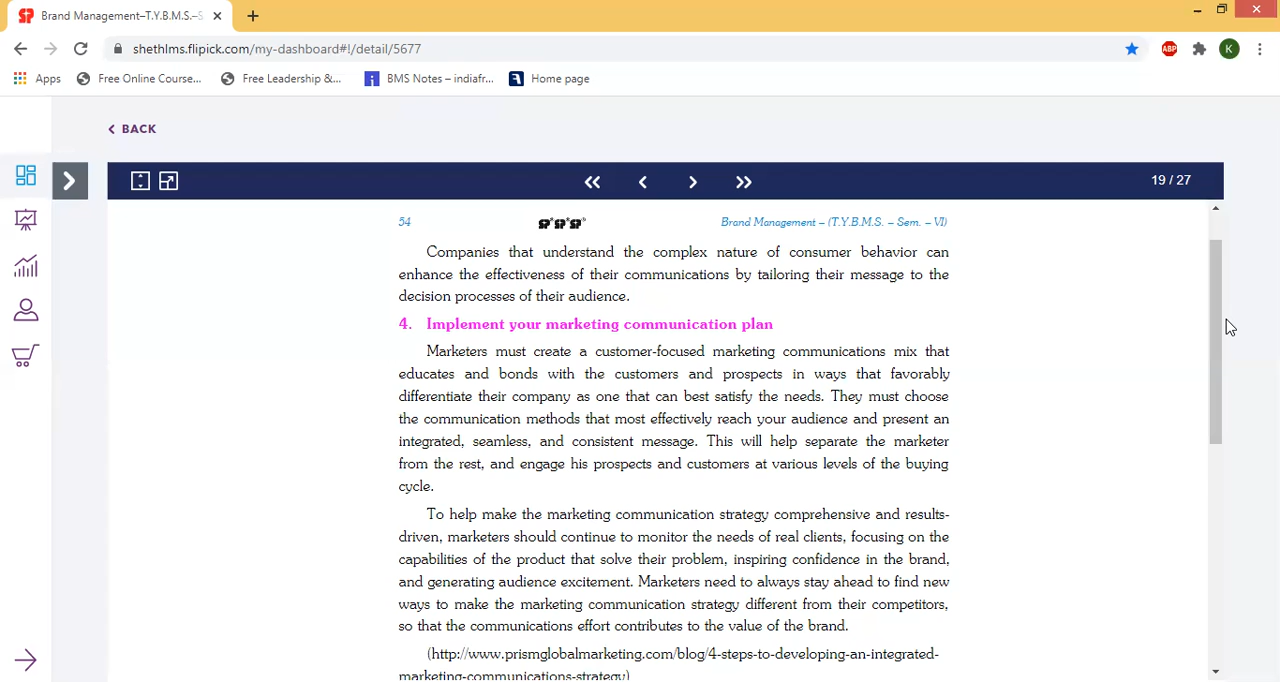 Brand Management–T.Y.B.M.S.–S
shethlms.flipick.com/my-dashboard#!/detail/5677
ABP
K
Apps
Free Online Course...
Free Leadership &...
BMS Notes – indiafr...
Home page
BACK
19 / 27
54
Brand Management – (T.Y.B.M.S. – Sem. – VI)
Companies that understand the complex nature of consumer behavior can
enhance the effectiveness of their communications by tailoring their message to the
decision processes of their audience.
4. Implement your marketing communication plan
Marketers must create a customer-focused marketing communications mix that
educates and bonds with the customers and prospects in ways that favorably
differentiate their company as one that can best satisfy the needs. They must choose
the communication methods that most effectively reach your audience and present an
integrated, seamless, and consistent message. This will help separate the marketer
from the rest, and engage his prospects and customers at various levels of the buying
cycle.
To help make the marketing communication strategy comprehensive and results-
driven, marketers should continue to monitor the needs of real clients, focusing on the
capabilities of the product that solve their problem, inspiring confidence in the brand,
and generating audience excitement. Marketers need to always stay ahead to find new
ways to make the marketing communication strategy different from their competitors,
so that the communications effort contributes to the value of the brand.
(http://www.prismglobalmarketing.com/blog/4-steps-to-developing-an-integrated-
marketing-communications-strategy)